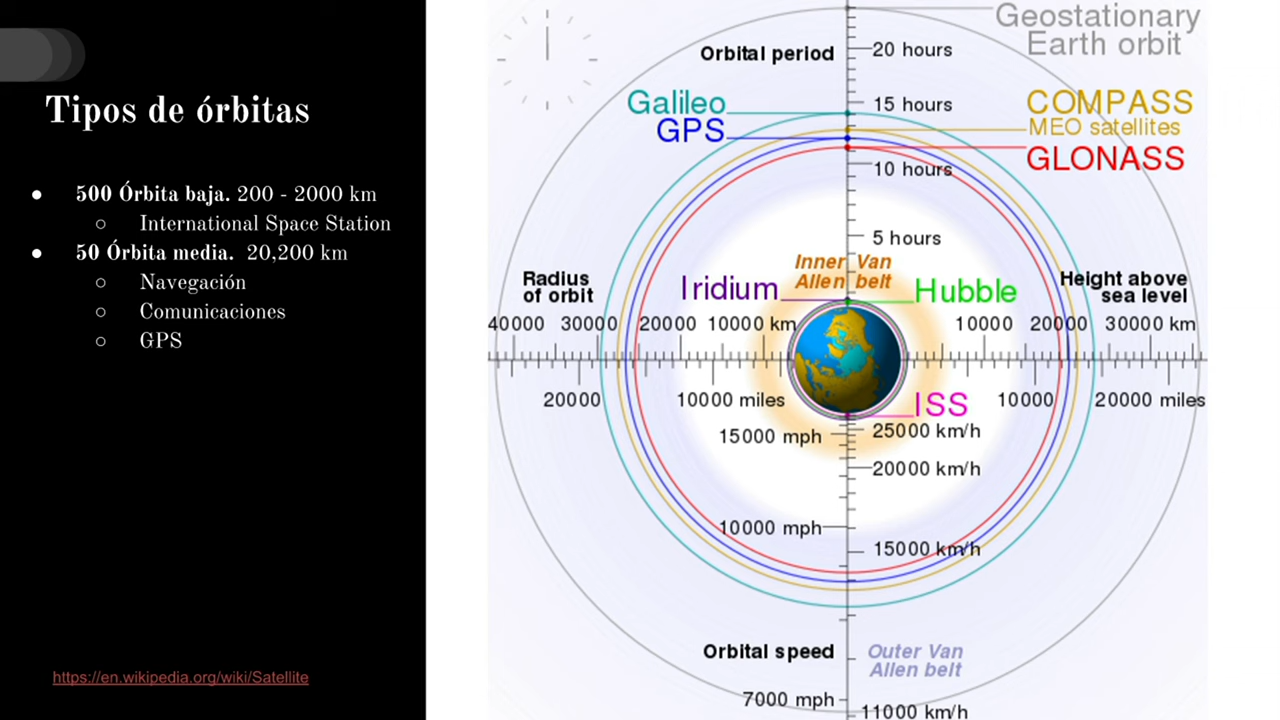 Tipos de órbitas
● 500 Órbita baja. 200 - 2000 km
○ International Space Station
● 50 Órbita media. 20,200 km
○ Navegación
○ Comunicaciones
○ GPS
https://en.wikipedia.org/wiki/Satellite
Geostationary
Earth orbit
Orbital period
20 hours
Galileo
15 hours
COMPASS
MEO satellites
GPS
GLONASS
10 hours
5 hours
Inner Van
Allen belt
Radius
of orbit
Iridium
Hubble
Height above
sea level
40000 30000 20000 10000 km
10000 20000 30000 km
20000 10000 miles
ISS
10000 20000 miles
15000 mph
25000 km/h
20000 km/h
10000 mph
15000 km/h
Orbital speed
Outer Van
Allen belt
7000 mph
11000 km/h